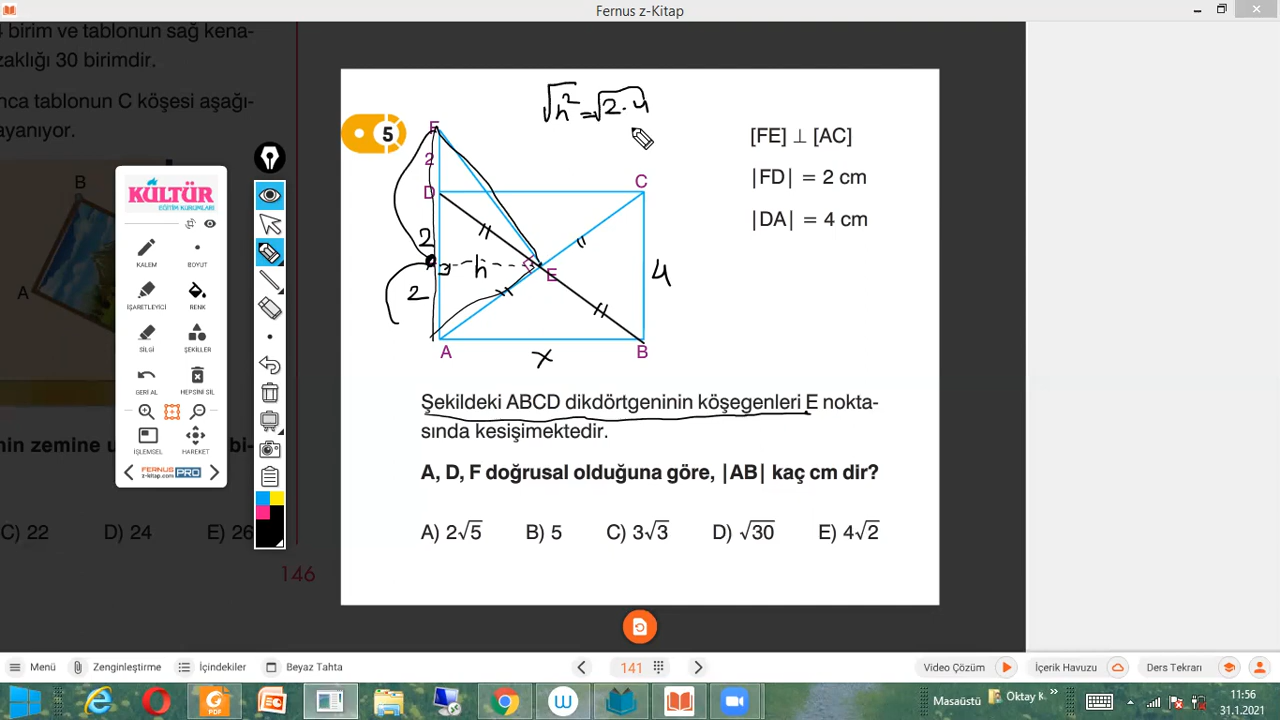 Fernus z-Kitap
birim ve tablonun sağ kena-
zaklığı 30 birimdir.
nca tablonun C köşesi aşağı-
ayanıyor.
B
A
nin zemine u
bi-
C) 22 D) 24 E) 26
146
KÜLTÜR
EĞİTİM KURUMLARI
KALEM BOYUT
İŞARETLEYİCİ RENK
SİLGİ ŞEKİLLER
GERİ AL HEPSİNİ SİL
İŞLEMSEL HAREKET
FERNUS
z-kitap.com PRO
5
√h² = √2·4
F
2
D C
2
h
E
4
2
A B
x
[FE] ⊥ [AC]
|FD| = 2 cm
|DA| = 4 cm
Şekildeki ABCD dikdörtgeninin köşegenleri E nokta-
sında kesişimektedir.
A, D, F doğrusal olduğuna göre, |AB| kaç cm dir?
A) 2√5 B) 5 C) 3√3 D) √30 E) 4√2
Menü Zenginleştirme İçindekiler Beyaz Tahta 141 Video Çözüm İçerik Havuzu Ders Tekrarı
PDF
Masaüstü
Oktay K...
11:56
31.1.2021